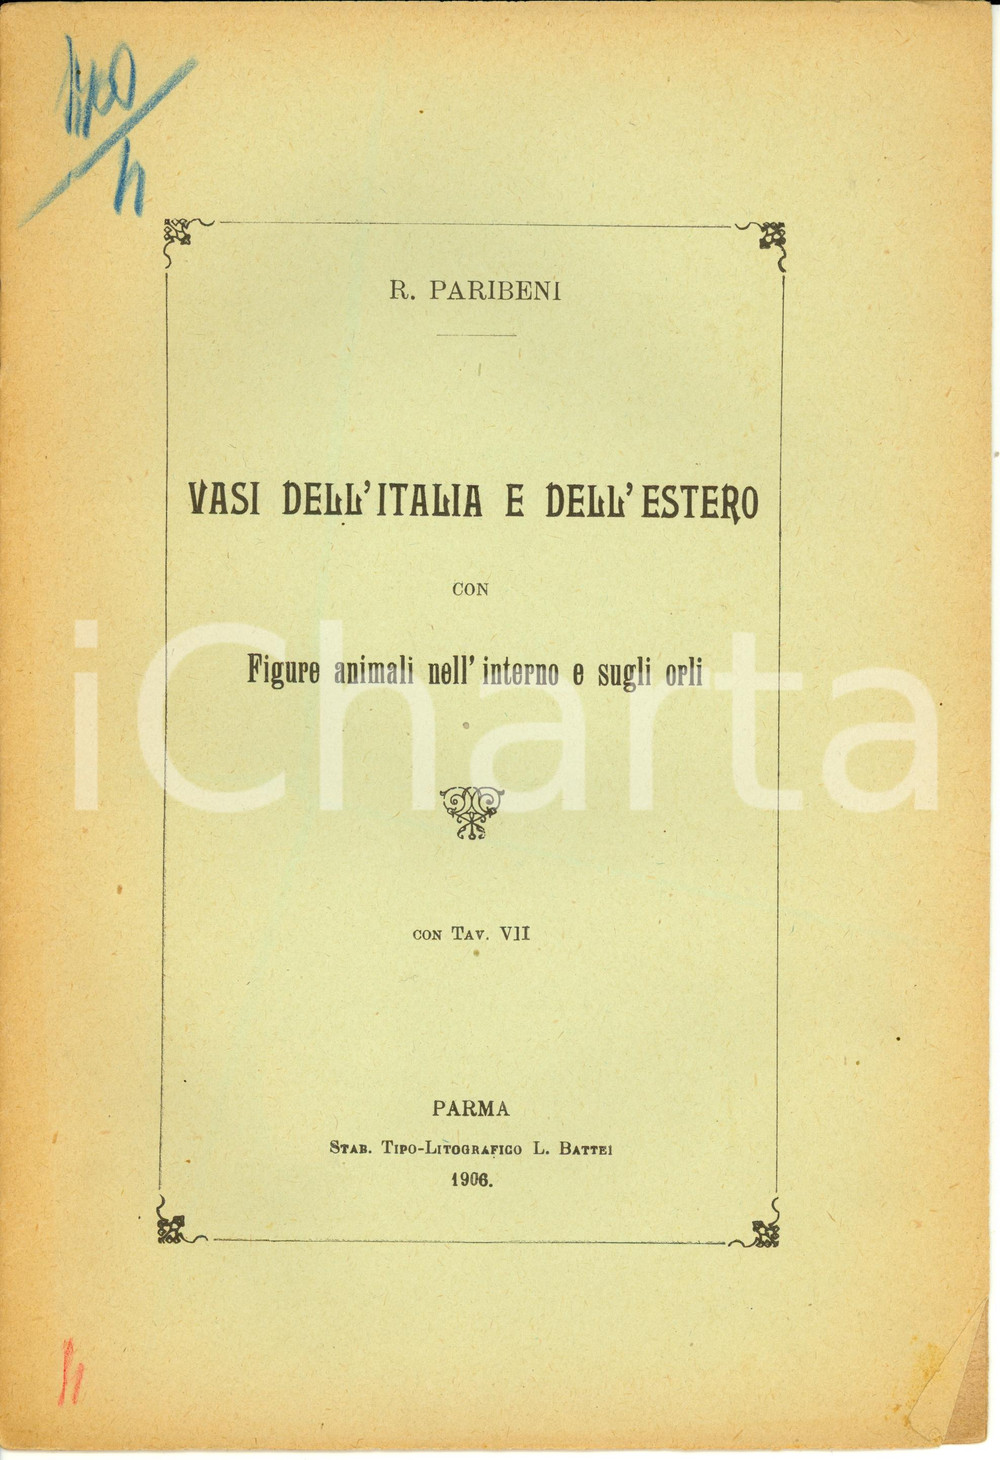 R. PARIBENI
VASI DELL'ITALIA E DELL'ESTERO
CON
Figure animali nell'interno e sugli orli
iCharta
CON TAV. VII
PARMA
STAB. TIPO-LITOGRAFICO L. BATTEI
1906.